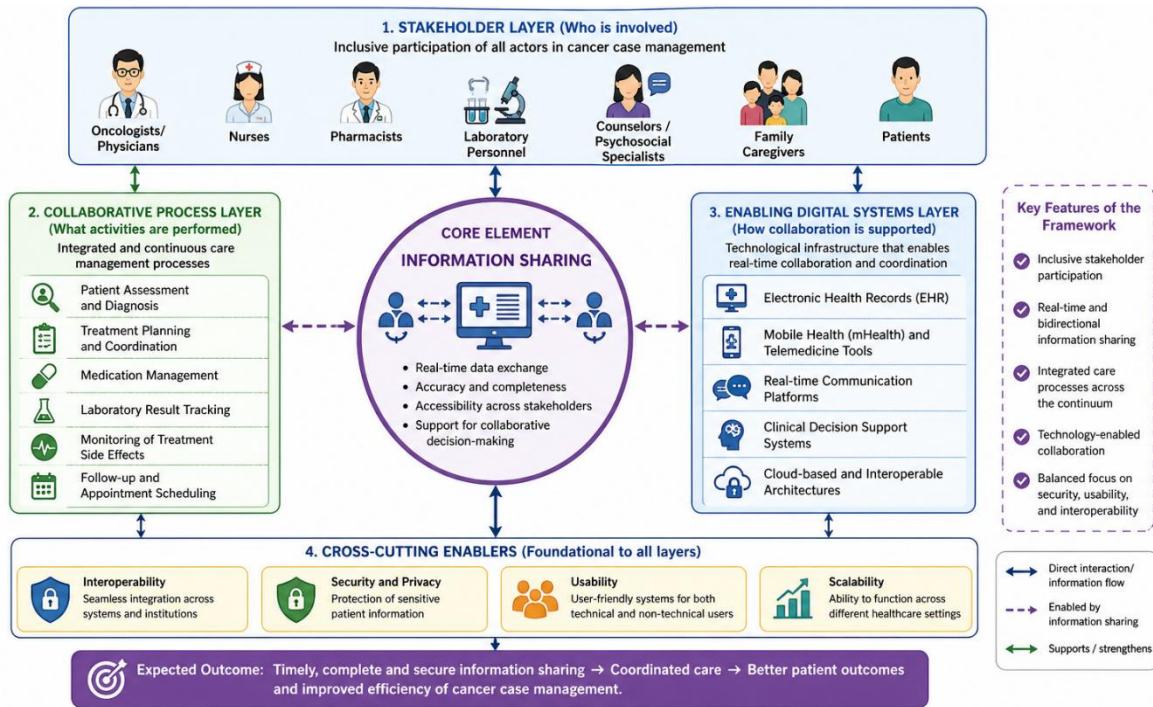 1. STAKEHOLDER LAYER (Who is involved)
Inclusive participation of all actors in cancer case management
Oncologists/
Physicians
Nurses
Pharmacists
Laboratory
Personnel
Counselors /
Psychosocial
Specialists
Family
Caregivers
Patients
2. COLLABORATIVE PROCESS LAYER
(What activities are performed)
Integrated and continuous care
management processes
Patient Assessment
and Diagnosis
Treatment Planning
and Coordination
Medication Management
Laboratory Result Tracking
Monitoring of Treatment
Side Effects
Follow-up and
Appointment Scheduling
CORE ELEMENT
INFORMATION SHARING
• Real-time data exchange
• Accuracy and completeness
• Accessibility across stakeholders
• Support for collaborative
decision-making
3. ENABLING DIGITAL SYSTEMS LAYER
(How collaboration is supported)
Technological infrastructure that enables
real-time collaboration and coordination
Electronic Health Records (EHR)
Mobile Health (mHealth) and
Telemedicine Tools
Real-time Communication
Platforms
Clinical Decision Support
Systems
Cloud-based and Interoperable
Architectures
Key Features of the
Framework
Inclusive stakeholder
participation
Real-time and
bidirectional
information sharing
Integrated care
processes across
the continuum
Technology-enabled
collaboration
Balanced focus on
security, usability,
and interoperability
4. CROSS-CUTTING ENABLERS (Foundational to all layers)
Interoperability
Seamless integration across
systems and institutions
Security and Privacy
Protection of sensitive
patient information
Usability
User-friendly systems for both
technical and non-technical users
Scalability
Ability to function across
different healthcare settings
Direct interaction/
information flow
Enabled by
information sharing
Supports / strengthens
Expected Outcome: Timely, complete and secure information sharing → Coordinated care → Better patient outcomes
and improved efficiency of cancer case management.